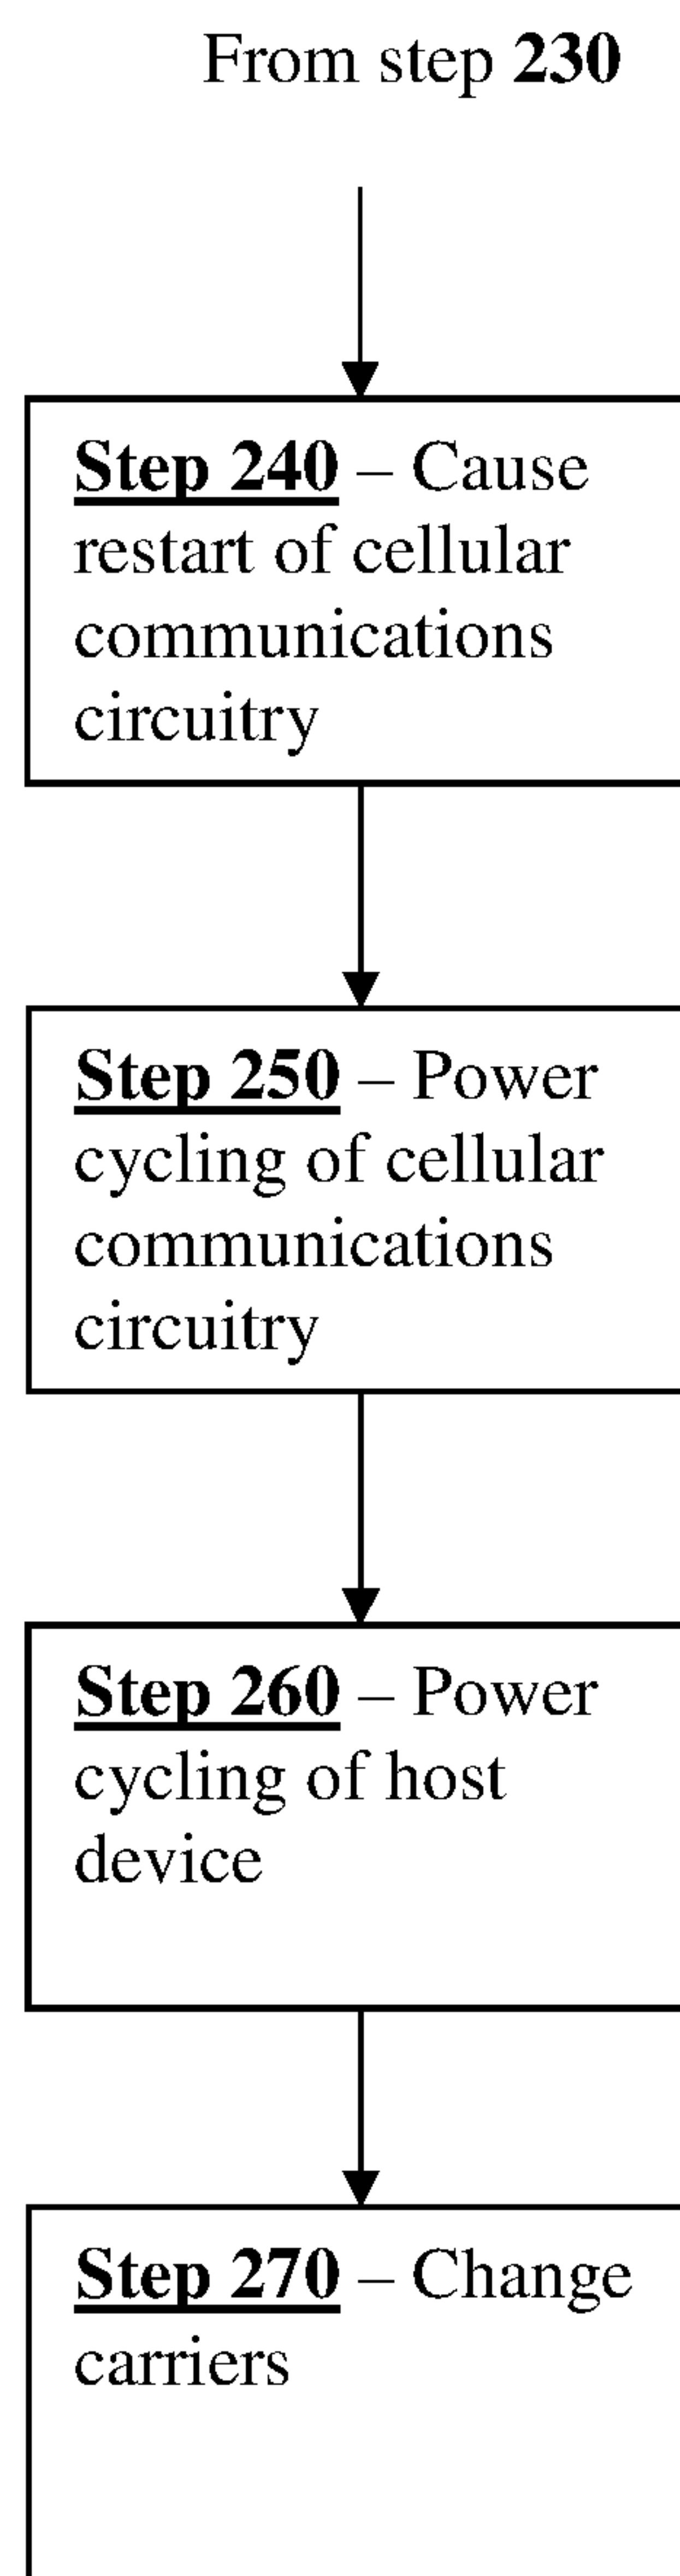 From step 230
Step 240 – Cause
restart of cellular
communications
circuitry
Step 250 – Power
cycling of cellular
communications
circuitry
Step 260 – Power
cycling of host
device
Step 270 – Change
carriers